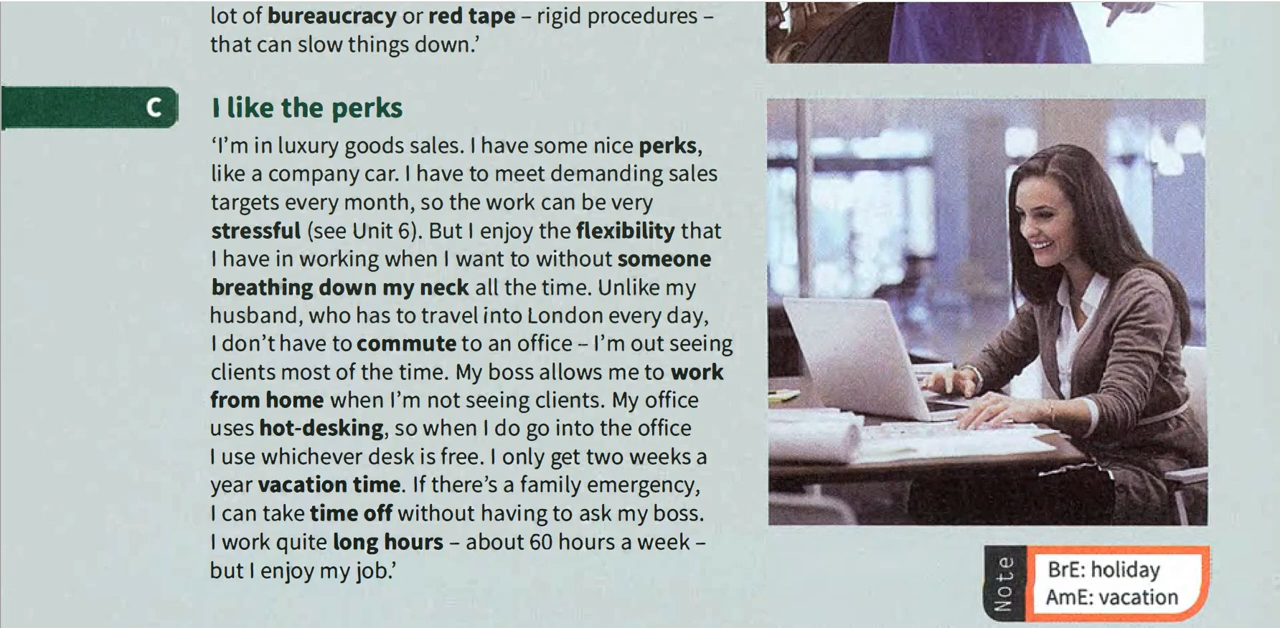 lot of bureaucracy or red tape – rigid procedures –
that can slow things down.’
C
I like the perks
‘I’m in luxury goods sales. I have some nice perks,
like a company car. I have to meet demanding sales
targets every month, so the work can be very
stressful (see Unit 6). But I enjoy the flexibility that
I have in working when I want to without someone
breathing down my neck all the time. Unlike my
husband, who has to travel into London every day,
I don’t have to commute to an office – I’m out seeing
clients most of the time. My boss allows me to work
from home when I’m not seeing clients. My office
uses hot-desking, so when I do go into the office
I use whichever desk is free. I only get two weeks a
year vacation time. If there’s a family emergency,
I can take time off without having to ask my boss.
I work quite long hours – about 60 hours a week –
but I enjoy my job.’
Note
BrE: holiday
AmE: vacation